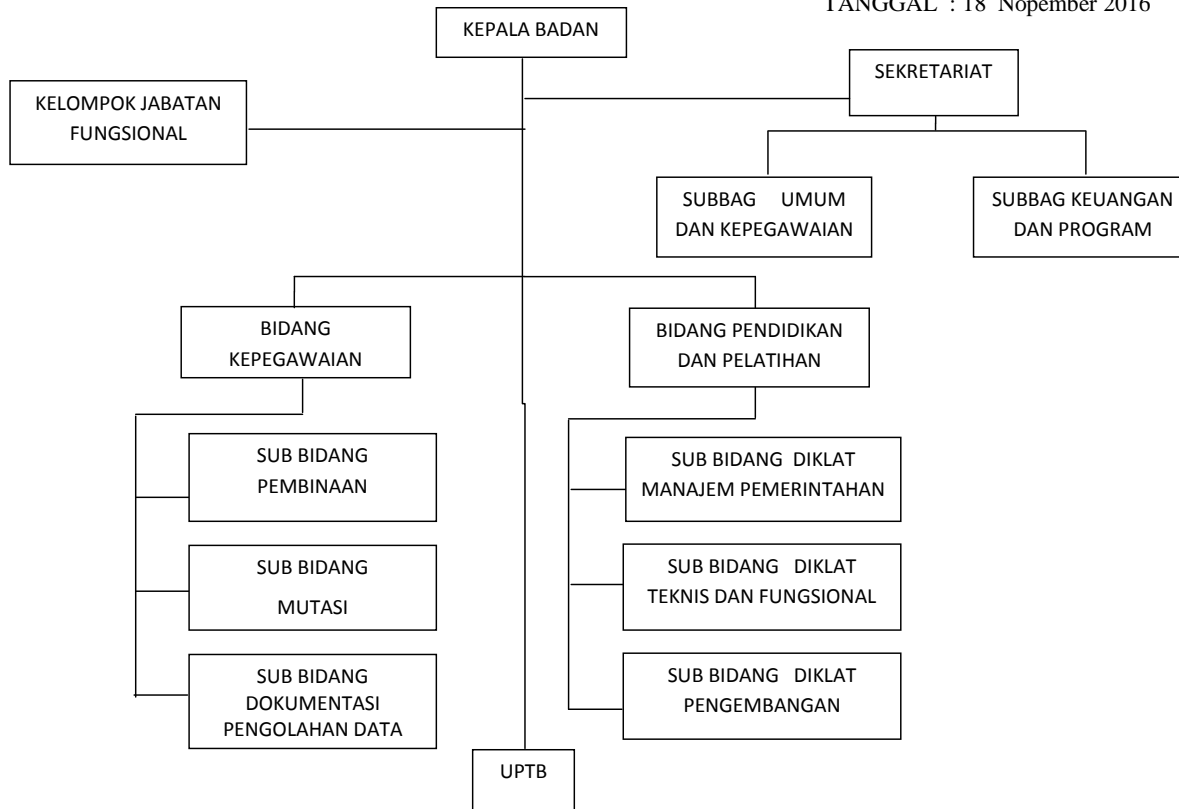 TANGGAL : 18 Nopember 2016
KEPALA BADAN
SEKRETARIAT
KELOMPOK JABATAN
FUNGSIONAL
SUBBAG UMUM
DAN KEPEGAWAIAN
SUBBAG KEUANGAN
DAN PROGRAM
BIDANG
KEPEGAWAIAN
BIDANG PENDIDIKAN
DAN PELATIHAN
SUB BIDANG
PEMBINAAN
SUB BIDANG DIKLAT
MANAJEM PEMERINTAHAN
SUB BIDANG
MUTASI
SUB BIDANG DIKLAT
TEKNIS DAN FUNGSIONAL
SUB BIDANG
DOKUMENTASI
PENGOLAHAN DATA
SUB BIDANG DIKLAT
PENGEMBANGAN
UPTB